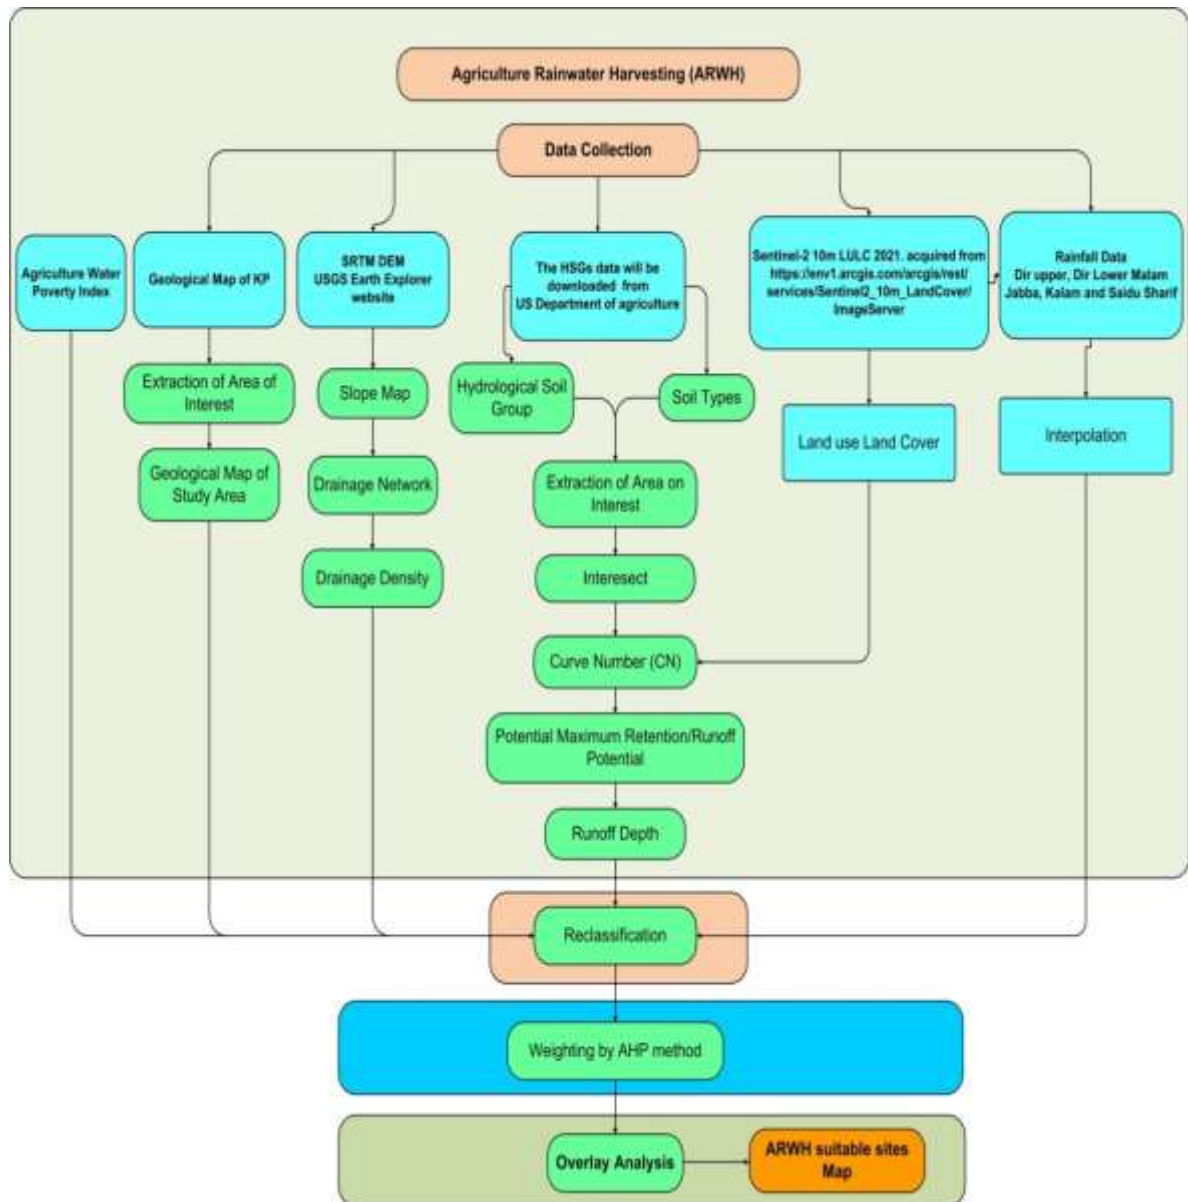 Agriculture Rainwater Harvesting (ARWH)
Data Collection
Agriculture Water
Poverty Index
Geological Map of KP
SRTM DEM
USGS Earth Explorer
website
The HSGs data will be
downloaded from
US Department of agriculture
Sentinel-2 10m LULC 2021. acquired from
https://env1.arcgis.com/arcgis/rest/
services/Sentinel2_10m_LandCover/
ImageServer
Rainfall Data
Dir upper, Dir Lower Malam
Jabba, Kalam and Saidu Sharif
Extraction of Area of
Interest
Slope Map
Hydrological Soil
Group
Soil Types
Land use Land Cover
Interpolation
Geological Map of
Study Area
Drainage Network
Extraction of Area on
Interest
Drainage Density
Interesect
Curve Number (CN)
Potential Maximum Retention/Runoff
Potential
Runoff Depth
Reclassification
Weighting by AHP method
Overlay Analysis
ARWH suitable sites
Map